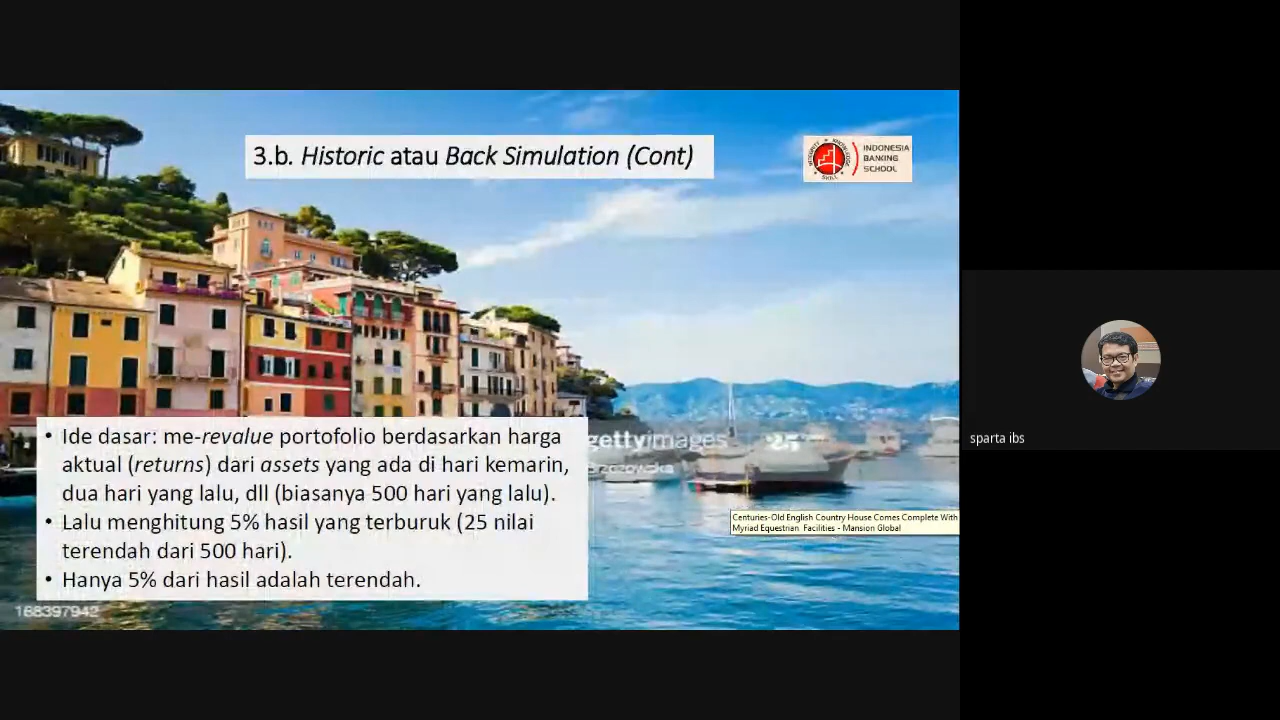 3.b. Historic atau Back Simulation (Cont)
INTEGRITY KNOWLEDGE
SKILL
INDONESIA
BANKING
SCHOOL
• Ide dasar: me-revalue portofolio berdasarkan harga
aktual (returns) dari assets yang ada di hari kemarin,
dua hari yang lalu, dll (biasanya 500 hari yang lalu).
• Lalu menghitung 5% hasil yang terburuk (25 nilai
terendah dari 500 hari).
• Hanya 5% dari hasil adalah terendah.
gettyimages
Centuries-Old English Country House Comes Complete With
Myriad Equestrian Facilities - Mansion Global
168397942
sparta ibs